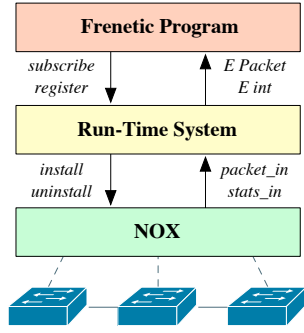 Frenetic Program
subscribe
register
E Packet
E int
Run-Time System
install
uninstall
packet_in
stats_in
NOX